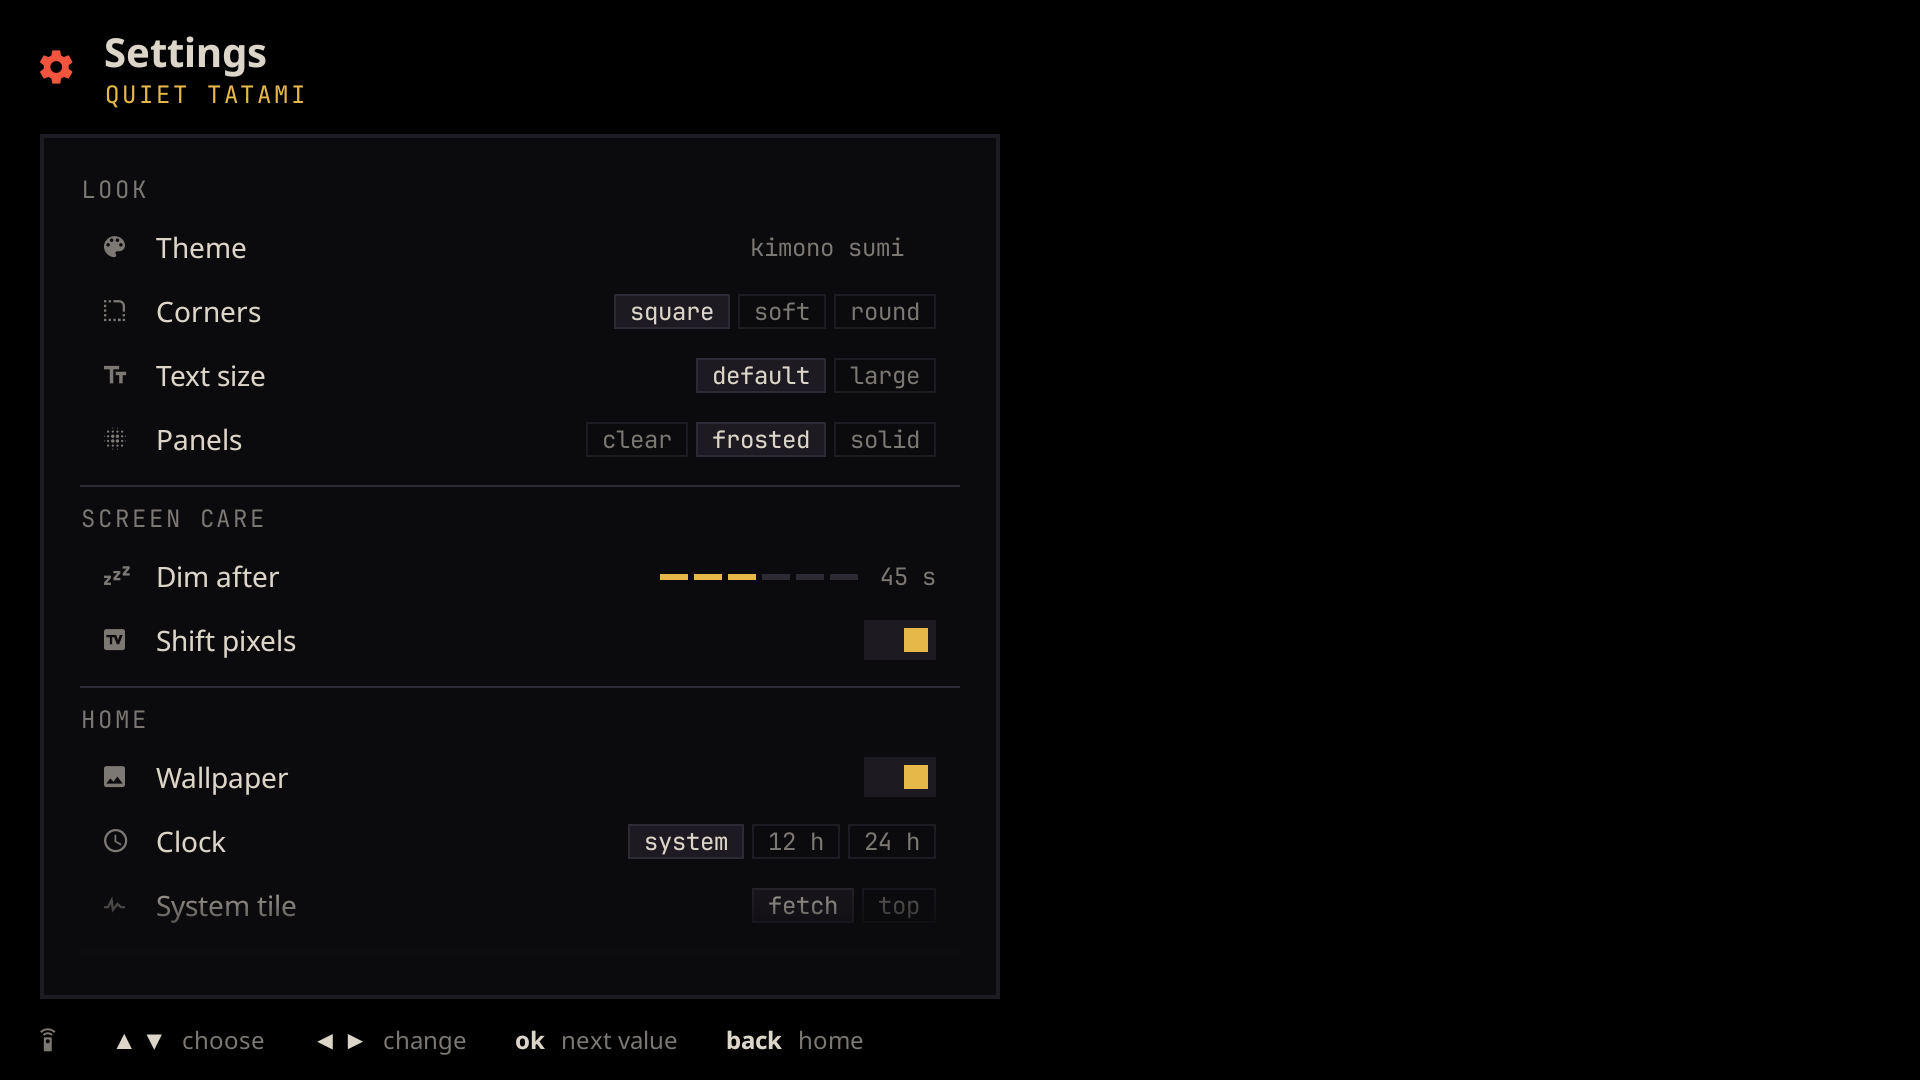 Settings
QUIET TATAMI
LOOK
Theme kimono sumi
Corners square soft round
Text size default large
Panels clear frosted solid
SCREEN CARE
Dim after 45 s
Shift pixels
HOME
Wallpaper
Clock system 12 h 24 h
System tile fetch top
▲ ▼ choose ◀ ▶ change ok next value back home